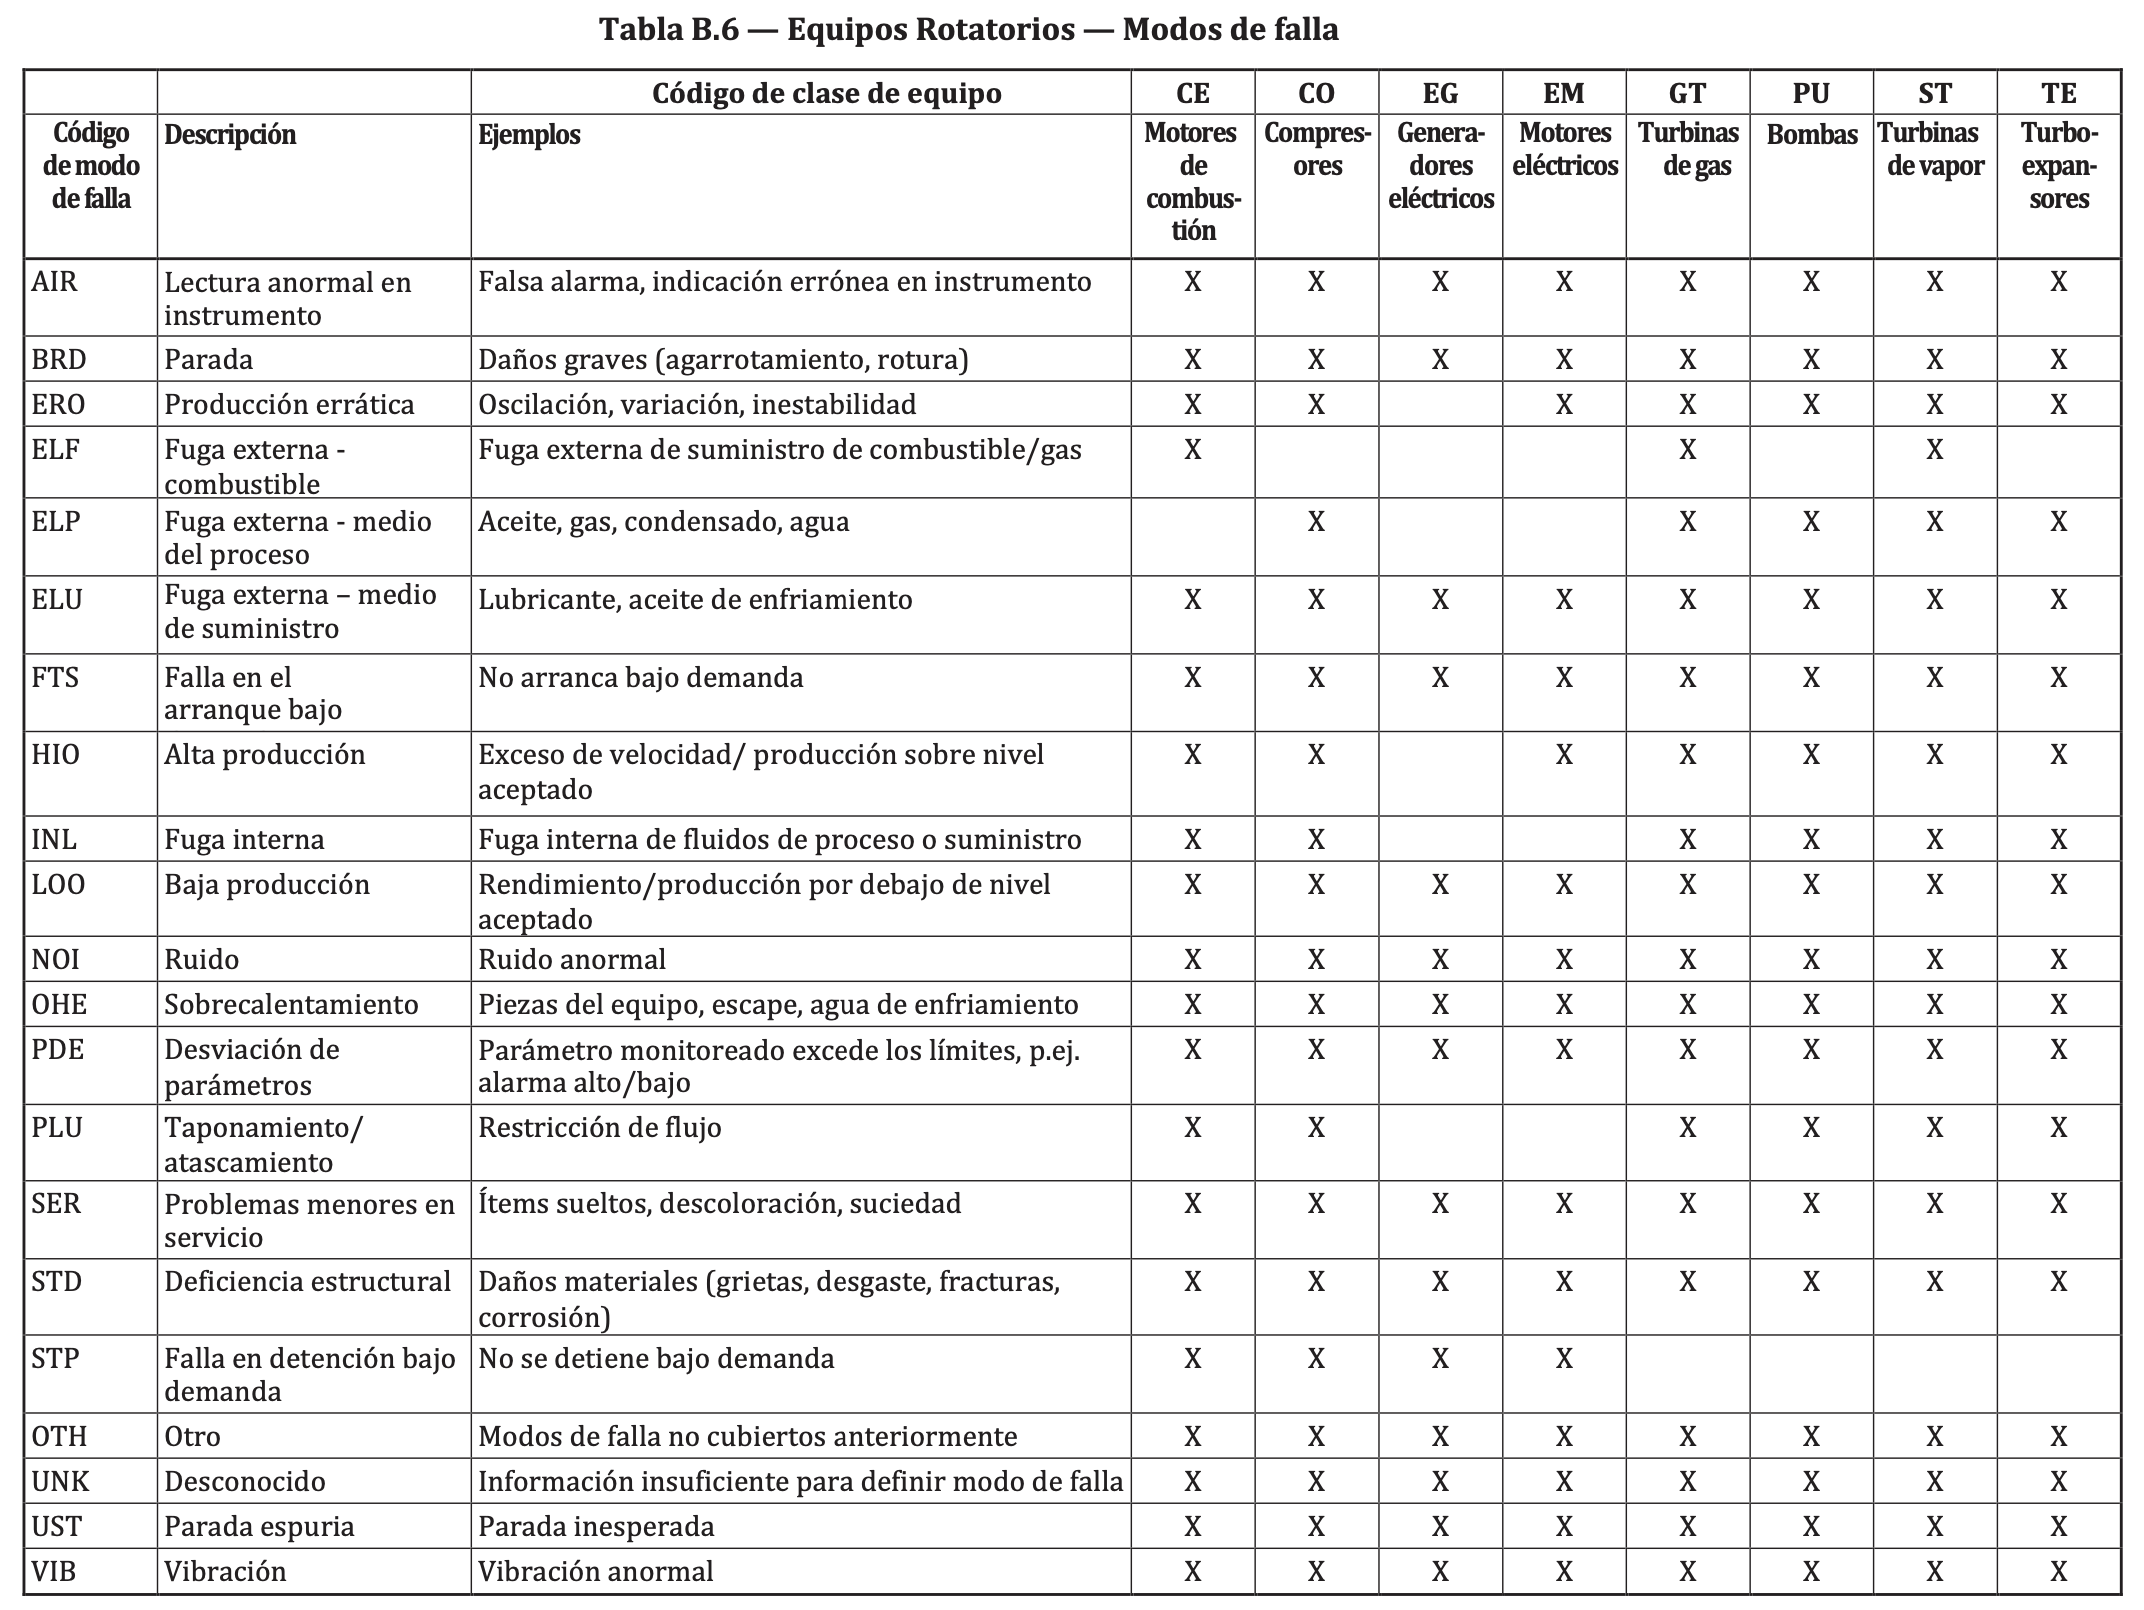 Tabla B.6 — Equipos Rotatorios — Modos de falla
Código de clase de equipo CE CO EG EM GT PU ST TE
Código de modo de falla Descripción Ejemplos Motores de combus-tión Compres-ores Genera-dores eléctricos Motores eléctricos Turbinas de gas Bombas Turbinas de vapor Turbo-expan-sores
AIR Lectura anormal en instrumento Falsa alarma, indicación errónea en instrumento X X X X X X X X
BRD Parada Daños graves (agarrotamiento, rotura) X X X X X X X X
ERO Producción errática Oscilación, variación, inestabilidad X X X X X X X
ELF Fuga externa - combustible Fuga externa de suministro de combustible/gas X X X
ELP Fuga externa - medio del proceso Aceite, gas, condensado, agua X X X X X
ELU Fuga externa – medio de suministro Lubricante, aceite de enfriamiento X X X X X X X X
FTS Falla en el arranque bajo No arranca bajo demanda X X X X X X X X
HIO Alta producción Exceso de velocidad/ producción sobre nivel aceptado X X X X X X X
INL Fuga interna Fuga interna de fluidos de proceso o suministro X X X X X X
LOO Baja producción Rendimiento/producción por debajo de nivel aceptado X X X X X X X X
NOI Ruido Ruido anormal X X X X X X X X
OHE Sobrecalentamiento Piezas del equipo, escape, agua de enfriamiento X X X X X X X X
PDE Desviación de parámetros Parámetro monitoreado excede los límites, p.ej. alarma alto/bajo X X X X X X X X
PLU Taponamiento/ atascamiento Restricción de flujo X X X X X X
SER Problemas menores en servicio Ítems sueltos, descoloración, suciedad X X X X X X X X
STD Deficiencia estructural Daños materiales (grietas, desgaste, fracturas, corrosión) X X X X X X X X
STP Falla en detención bajo demanda No se detiene bajo demanda X X X X
OTH Otro Modos de falla no cubiertos anteriormente X X X X X X X X
UNK Desconocido Información insuficiente para definir modo de falla X X X X X X X X
UST Parada espuria Parada inesperada X X X X X X X X
VIB Vibración Vibración anormal X X X X X X X X